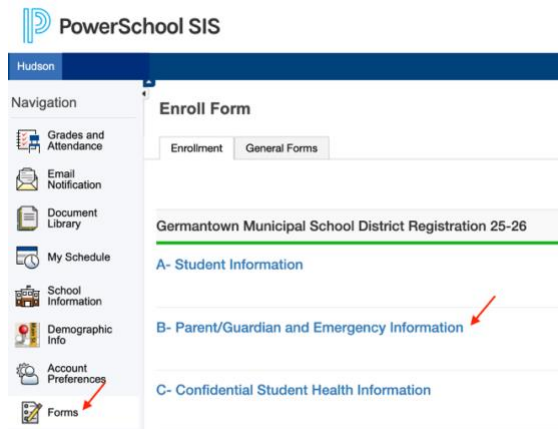 PowerSchool SIS
Hudson
Navigation
Grades and
Attendance
Email
Notification
Document
Library
My Schedule
School
Information
Demographic
Info
Account
Preferences
Forms
Enroll Form
Enrollment
General Forms
Germantown Municipal School District Registration 25-26
A- Student Information
B- Parent/Guardian and Emergency Information
C- Confidential Student Health Information